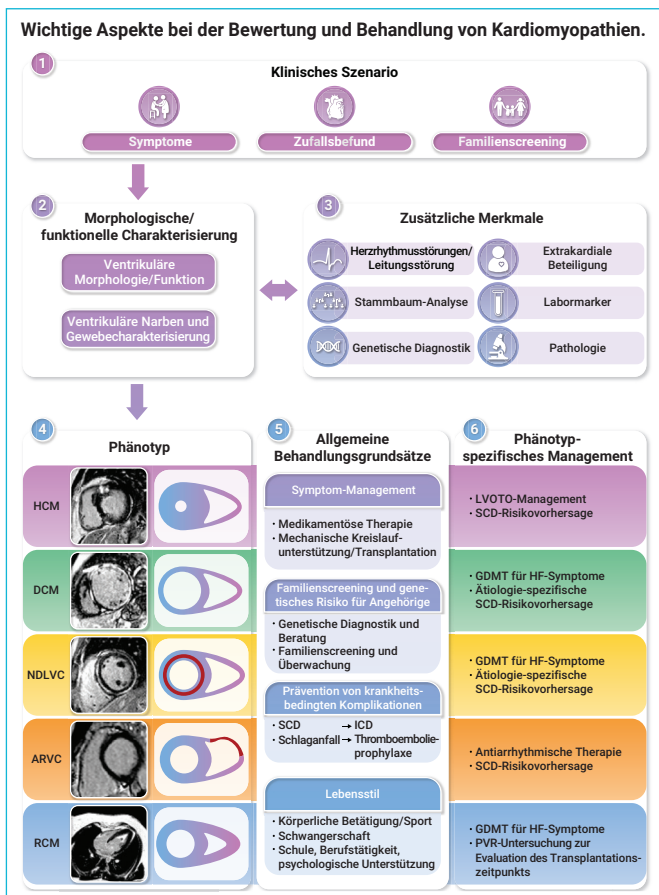 Wichtige Aspekte bei der Bewertung und Behandlung von Kardiomyopathien.
1
Klinisches Szenario
Symptome
Zufallsbefund
Familienscreening
2
Morphologische/
funktionelle Charakterisierung
Ventrikuläre
Morphologie/Funktion
Ventrikuläre Narben und
Gewebecharakterisierung
3
Zusätzliche Merkmale
Herzrhythmusstörungen/
Leitungsstörung
Extrakardiale
Beteiligung
Stammbaum-Analyse
Labormarker
Genetische Diagnostik
Pathologie
4
Phänotyp
HCM
DCM
NDLVC
ARVC
RCM
5
Allgemeine
Behandlungsgrundsätze
Symptom-Management
· Medikamentöse Therapie
· Mechanische Kreislauf-
unterstützung/Transplantation
Familienscreening und gene-
tisches Risiko für Angehörige
· Genetische Diagnostik und
Beratung
· Familienscreening und
Überwachung
Prävention von krankheits-
bedingten Komplikationen
· SCD → ICD
· Schlaganfall → Thromboembolie-
prophylaxe
Lebensstil
· Körperliche Betätigung/Sport
· Schwangerschaft
· Schule, Berufstätigkeit,
psychologische Unterstützung
6
Phänotyp-
spezifisches Management
· LVOTO-Management
· SCD-Risikovorhersage
· GDMT für HF-Symptome
· Ätiologie-spezifische
SCD-Risikovorhersage
· GDMT für HF-Symptome
· Ätiologie-spezifische
SCD-Risikovorhersage
· Antiarrhythmische Therapie
· SCD-Risikovorhersage
· GDMT für HF-Symptome
· PVR-Untersuchung zur
Evaluation des Transplantations-
zeitpunkts